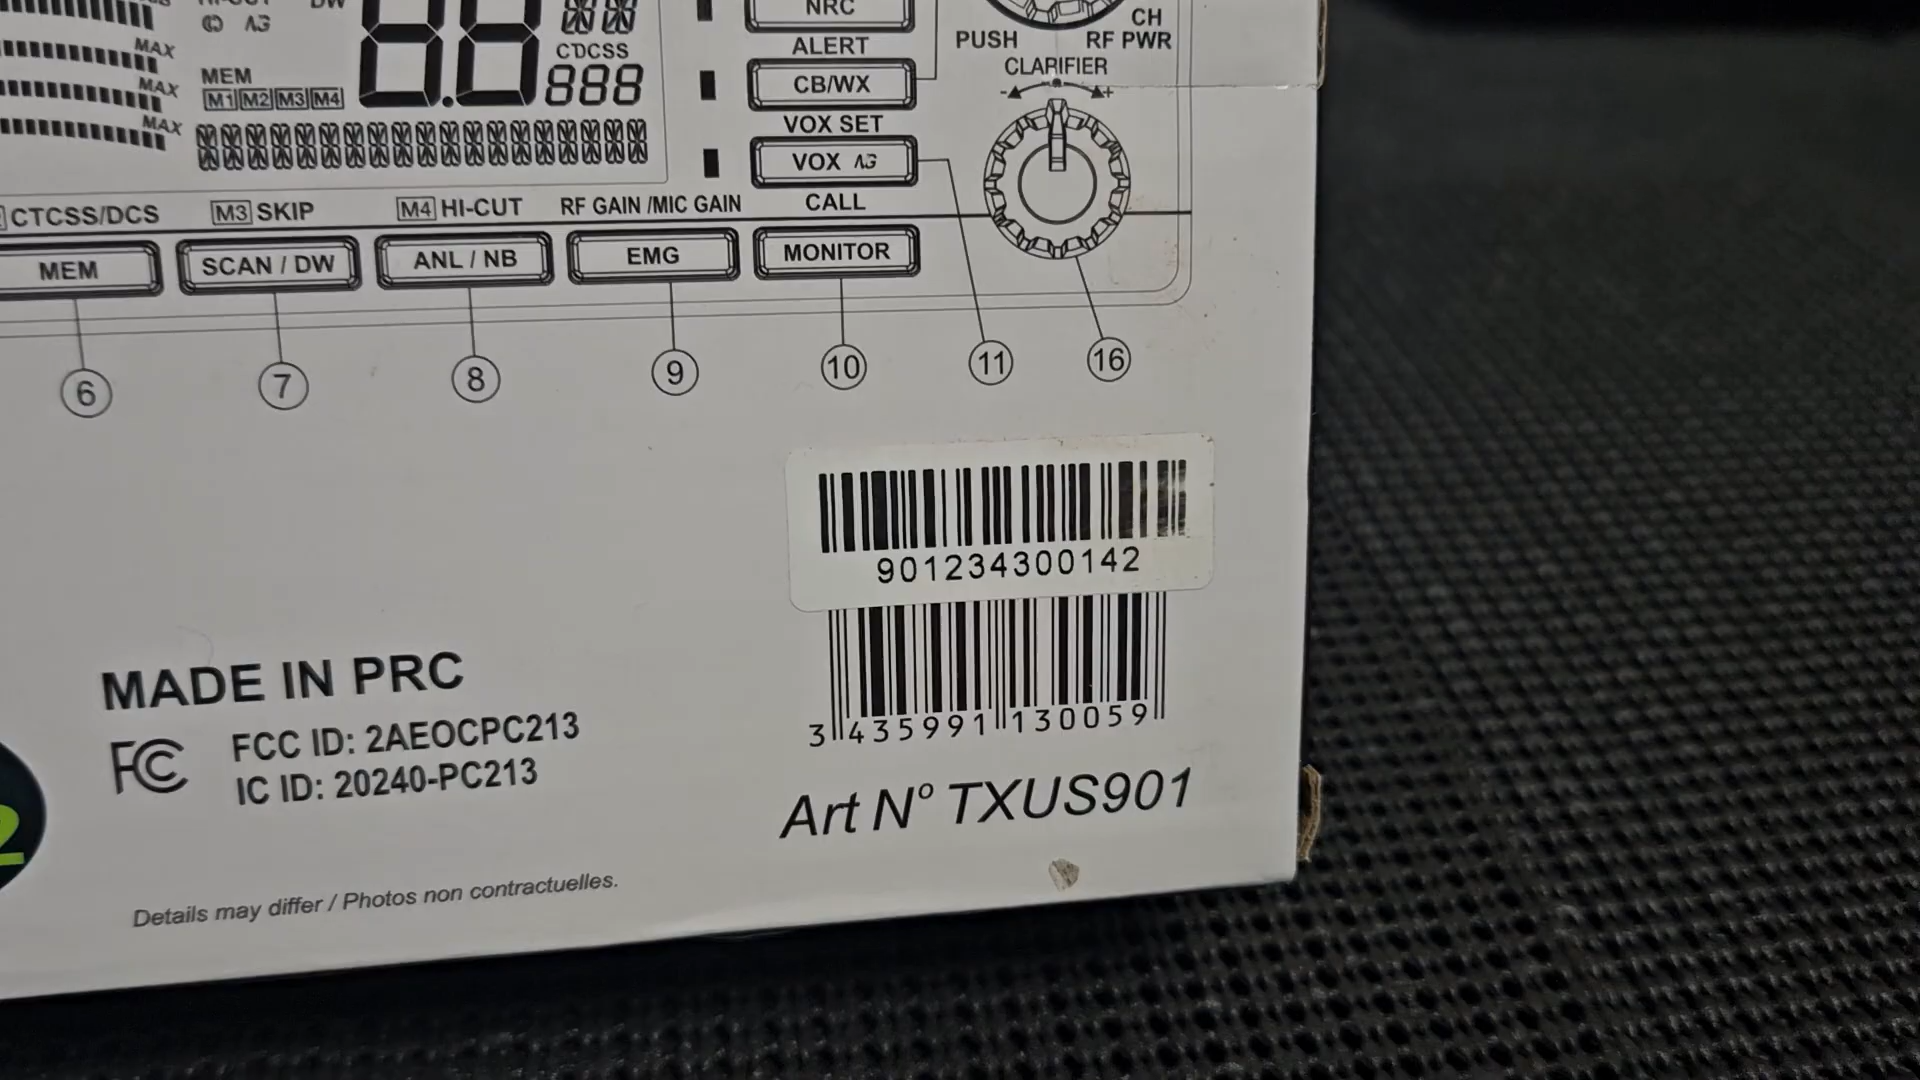 NRC
CH
PUSH RF PWR
CDCSS
ALERT
CLARIFIER
- +
MAX
MEM
M1 M2 M3 M4
888
CB/WX
MAX
MAX
VOX SET
VOX
CTCSS/DCS
M3 SKIP
M4 HI-CUT
RF GAIN /MIC GAIN
CALL
MEM
SCAN / DW
ANL / NB
EMG
MONITOR
6
7
8
9
10
11
16
901234300142
3 435991 130059
MADE IN PRC
FC FCC ID: 2AEOCPC213
IC ID: 20240-PC213
Art N° TXUS901
2
Details may differ / Photos non contractuelles.